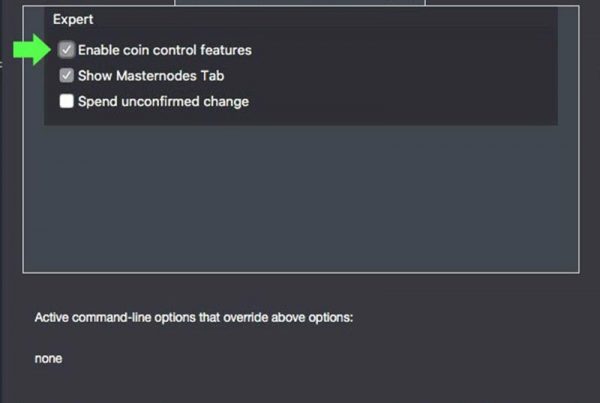 Expert
Enable coin control features
Show Masternodes Tab
Spend unconfirmed change
Active command-line options that override above options:
none